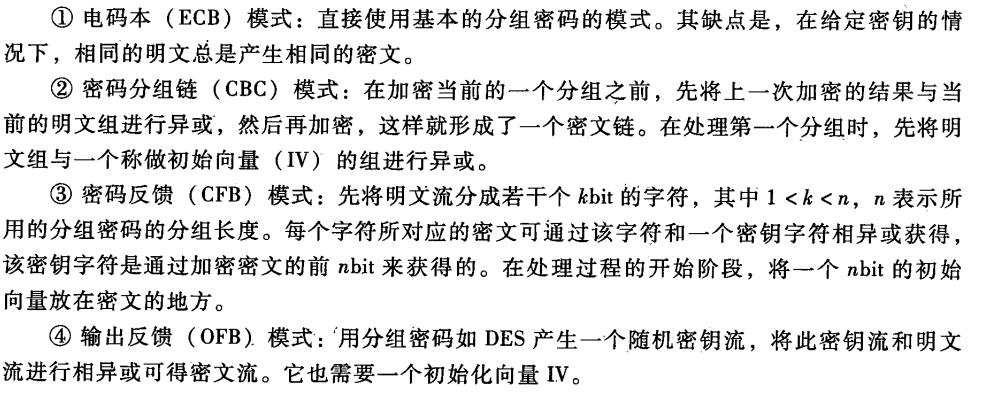 ① 电码本（ECB）模式：直接使用基本的分组密码的模式。其缺点是，在给定密钥的情
况下，相同的明文总是产生相同的密文。
② 密码分组链（CBC）模式：在加密当前的一个分组之前，先将上一次加密的结果与当
前的明文组进行异或，然后再加密，这样就形成了一个密文链。在处理第一个分组时，先将明
文组与一个称做初始向量（IV）的组进行异或。
③ 密码反馈（CFB）模式：先将明文流分成若干个 kbit 的字符，其中 1 < k < n，n 表示所
用的分组密码的分组长度。每个字符所对应的密文可通过该字符和一个密钥字符相异或获得，
该密钥字符是通过加密密文的前 nbit 来获得的。在处理过程的开始阶段，将一个 nbit 的初始
向量放在密文的地方。
④ 输出反馈（OFB）模式：用分组密码如 DES 产生一个随机密钥流，将此密钥流和明文
流进行相异或可得密文流。它也需要一个初始化向量 IV。